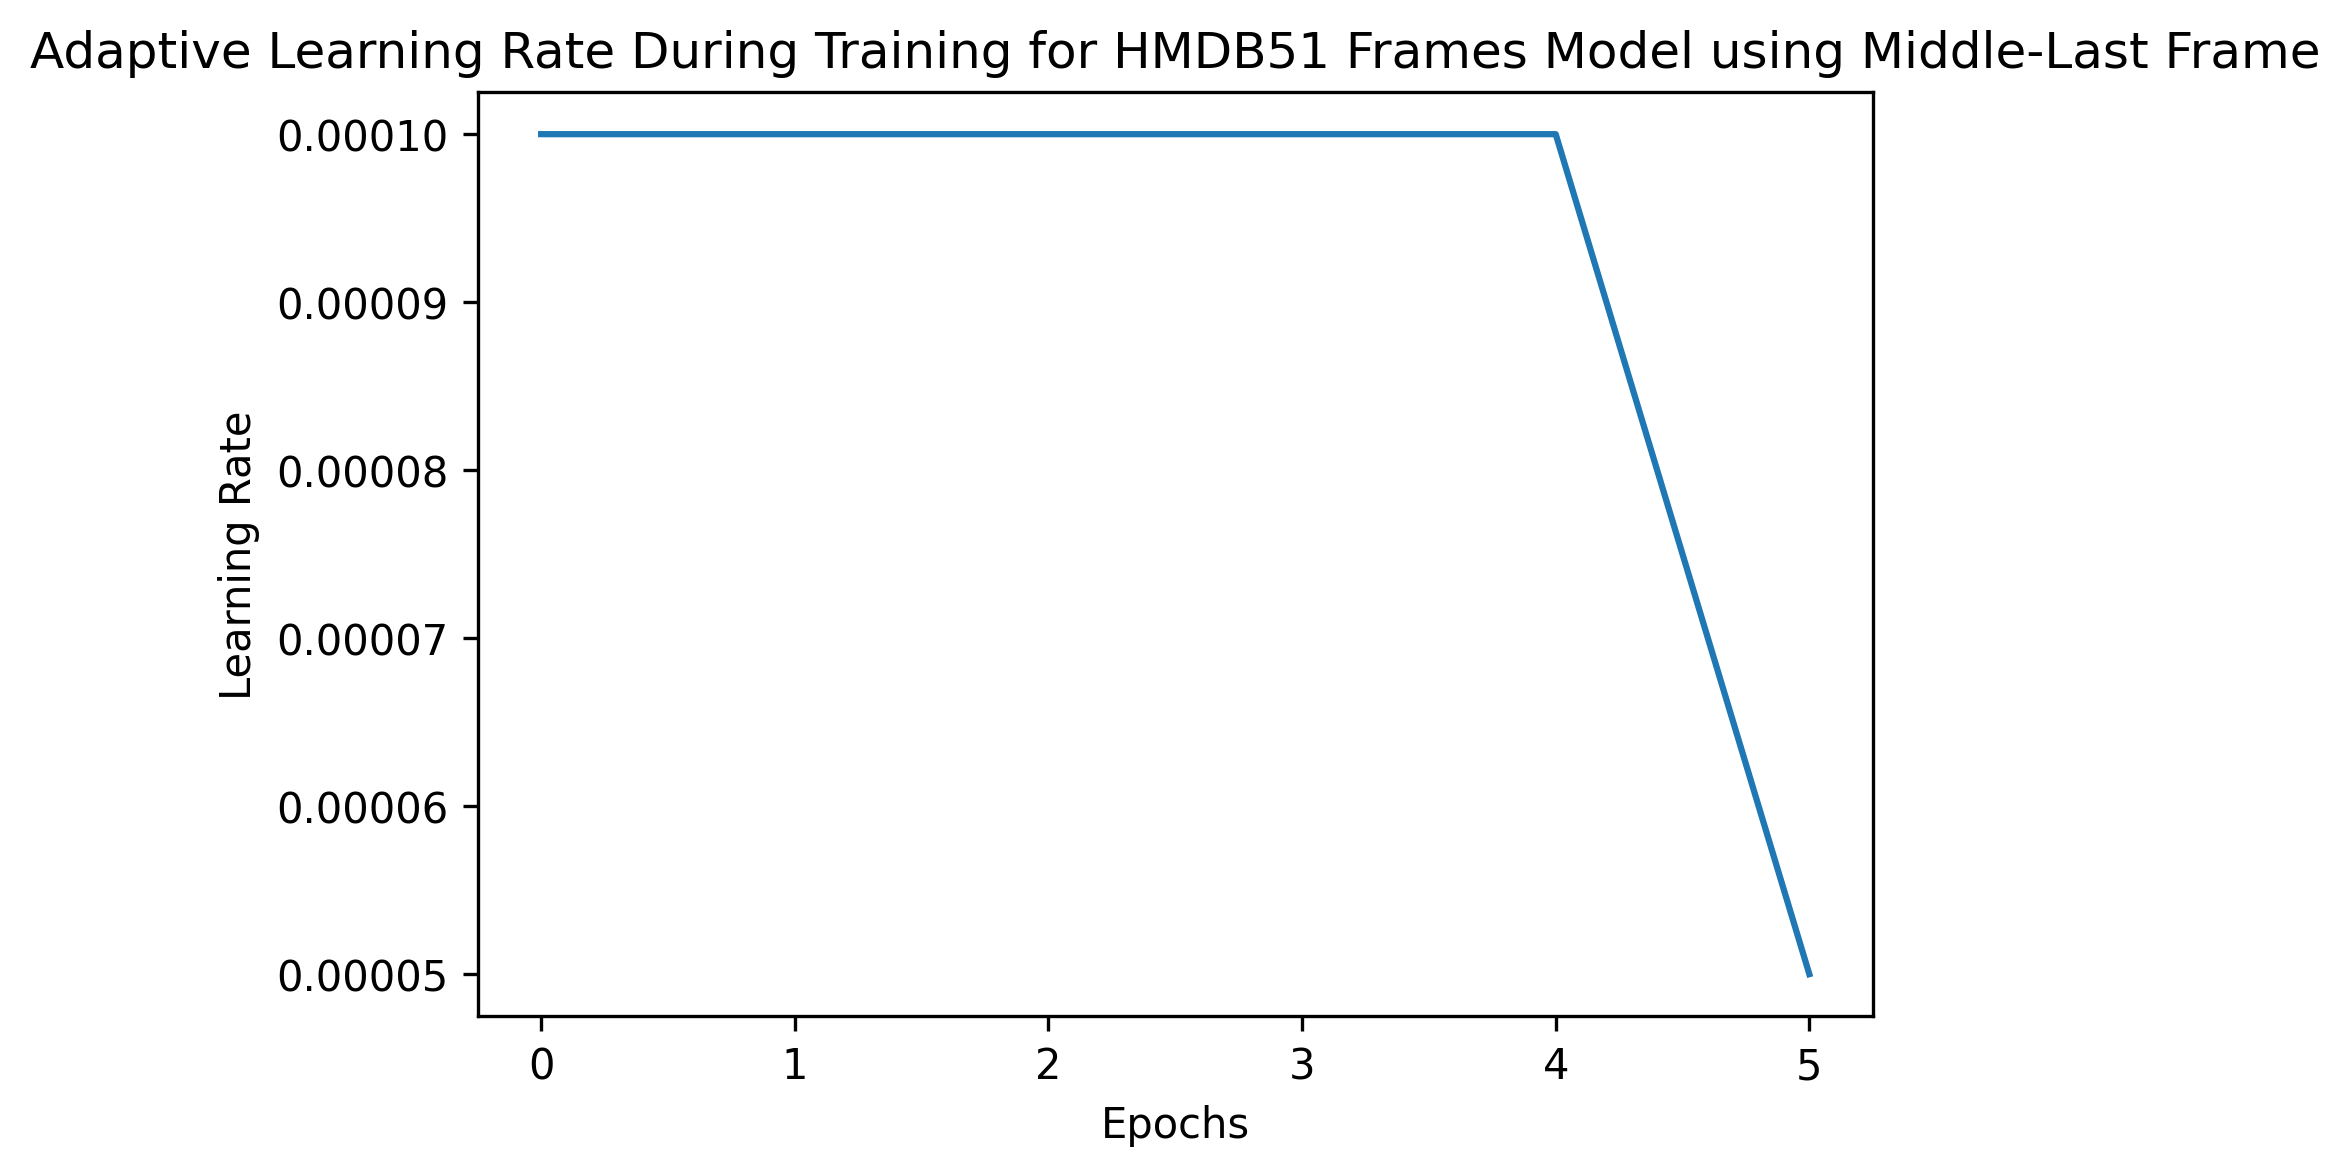 Adaptive Learning Rate During Training for HMDB51 Frames Model using Middle-Last Frame
Learning Rate
0.00010
0.00009
0.00008
0.00007
0.00006
0.00005
0 1 2 3 4 5
Epochs